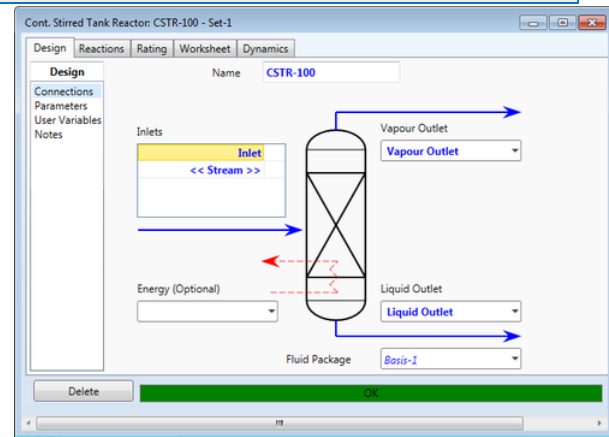 Cont. Stirred Tank Reactor: CSTR-100 - Set-1
Design Reactions Rating Worksheet Dynamics
Design
Connections
Parameters
User Variables
Notes
Name CSTR-100
Inlets
Inlet
<< Stream >>
Vapour Outlet
Vapour Outlet
Energy (Optional)
Liquid Outlet
Liquid Outlet
Fluid Package Basis-1
Delete OK